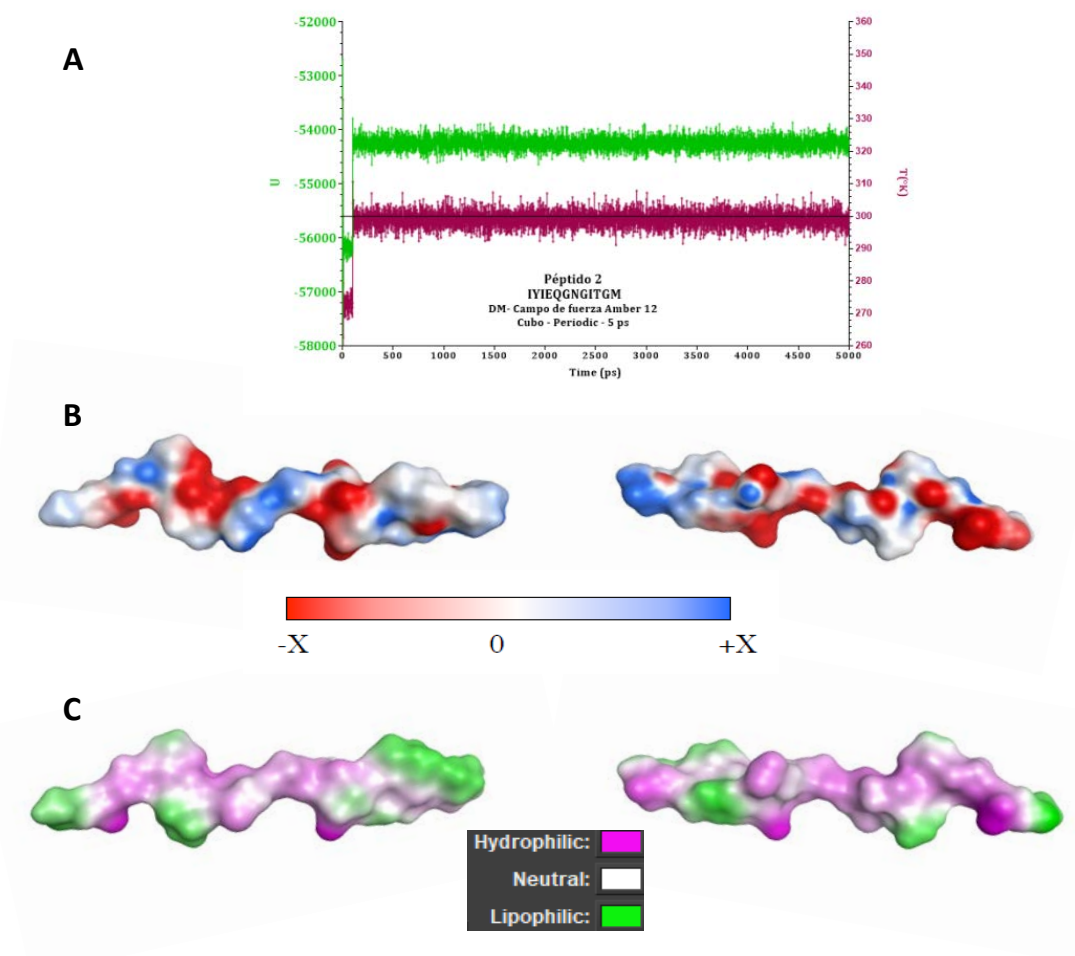 A
-52000
-53000
-54000
-55000
-56000
-57000
-58000
U
360
350
340
330
320
310
300
290
280
270
260
T(°K)
Péptido 2
IYIEQGNGITGM
DM- Campo de fuerza Amber 12
Cubo - Periodic - 5 ps
0 500 1000 1500 2000 2500 3000 3500 4000 4500 5000
Time (ps)
B
-X 0 +X
C
Hydrophilic:
Neutral:
Lipophilic: